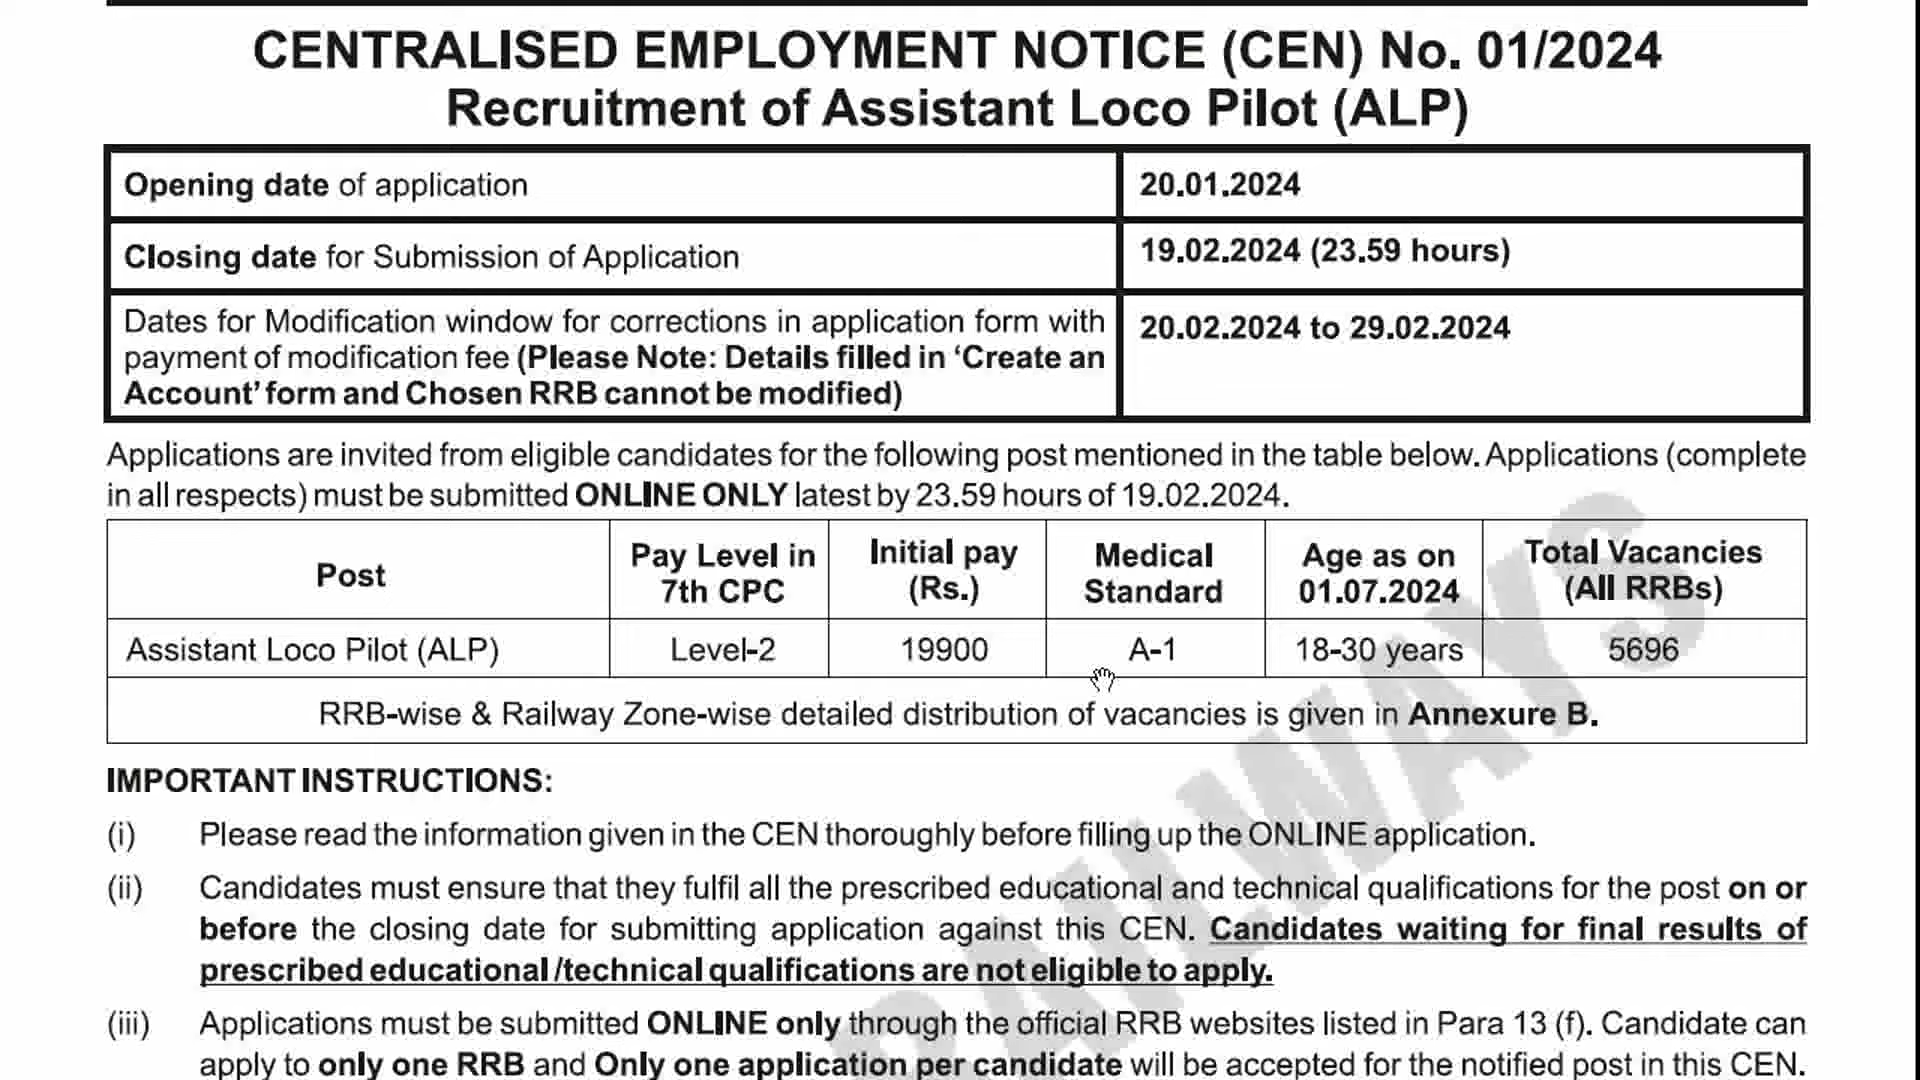 CENTRALISED EMPLOYMENT NOTICE (CEN) No. 01/2024
Recruitment of Assistant Loco Pilot (ALP)
Opening date of application 20.01.2024
Closing date for Submission of Application 19.02.2024 (23.59 hours)
Dates for Modification window for corrections in application form with 20.02.2024 to 29.02.2024
payment of modification fee (Please Note: Details filled in ‘Create an
Account’ form and Chosen RRB cannot be modified)
Applications are invited from eligible candidates for the following post mentioned in the table below. Applications (complete
in all respects) must be submitted ONLINE ONLY latest by 23.59 hours of 19.02.2024.
Post Pay Level in Initial pay Medical Age as on Total Vacancies
7th CPC (Rs.) Standard 01.07.2024 (All RRBs)
Assistant Loco Pilot (ALP) Level-2 19900 A-1 18-30 years 5696
RRB-wise & Railway Zone-wise detailed distribution of vacancies is given in Annexure B.
IMPORTANT INSTRUCTIONS:
(i) Please read the information given in the CEN thoroughly before filling up the ONLINE application.
(ii) Candidates must ensure that they fulfil all the prescribed educational and technical qualifications for the post on or
before the closing date for submitting application against this CEN. Candidates waiting for final results of
prescribed educational /technical qualifications are not eligible to apply.
(iii) Applications must be submitted ONLINE only through the official RRB websites listed in Para 13 (f). Candidate can
apply to only one RRB and Only one application per candidate will be accepted for the notified post in this CEN.
RAILWAYS